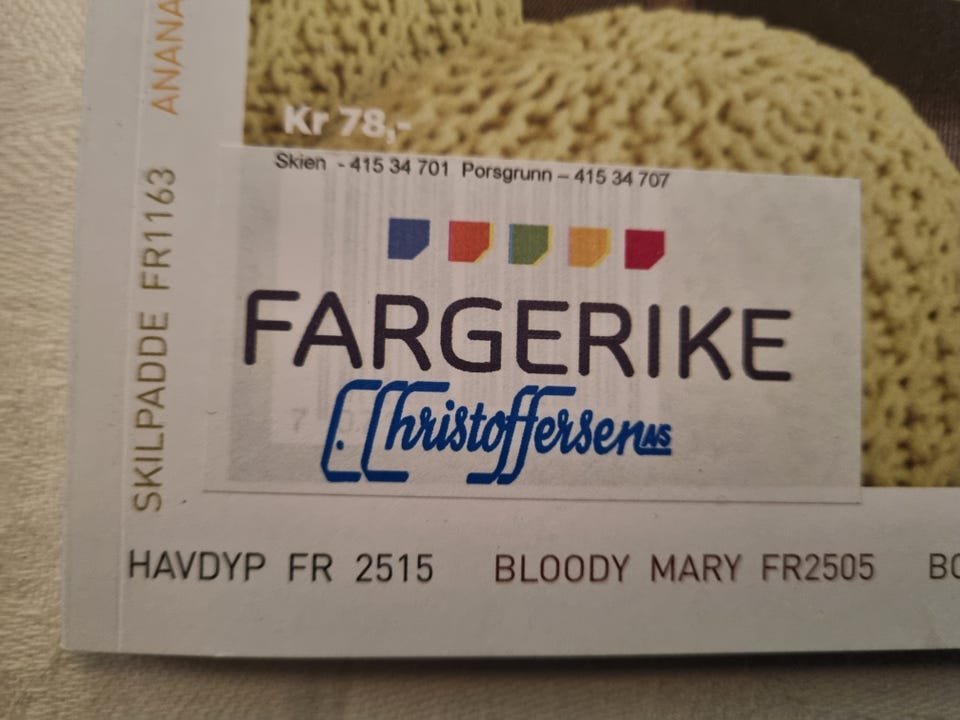 Kr 78,-
Skien - 415 34 701 Porsgrunn – 415 34 707
FARGERIKE
Christoffersen AS
SKILPADDE FR1163
HAVDYP FR 2515 BLOODY MARY FR2505